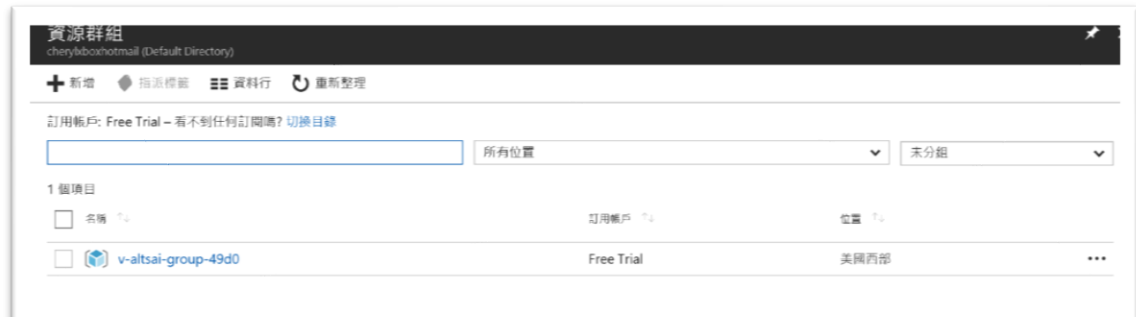 資源群組
cherylxboxhotmail (Default Directory)
新增 指派標籤 資料行 重新整理
訂用帳戶: Free Trial – 看不到任何訂閱嗎? 切換目錄
所有位置 未分組
1 個項目
名稱 訂用帳戶 位置
v-altsai-group-49d0 Free Trial 美國西部